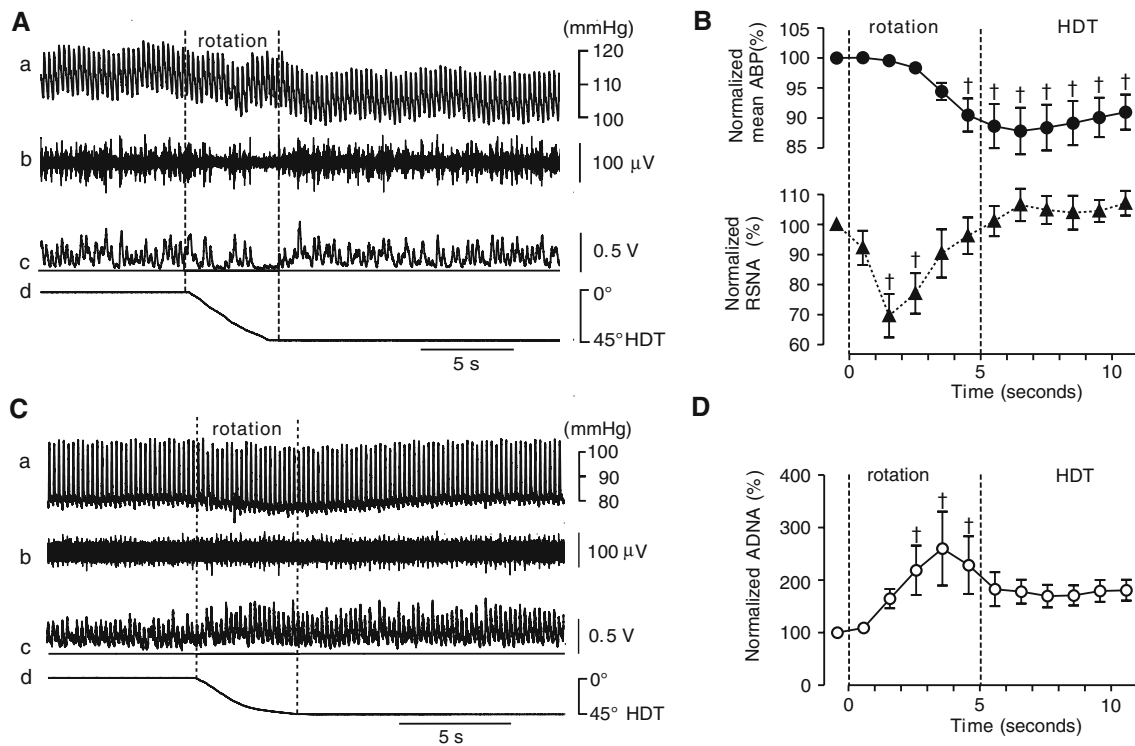 A
rotation
(mmHg)
a
120
110
100
b
100 μV
c
0.5 V
d
0°
45° HDT
5 s
B
rotation
HDT
Normalized
mean ABP(%)
105
100
95
90
85
† † † † † † †
Normalized
RSNA (%)
110
100
90
80
70
60
† †
0 5 10
Time (seconds)
C
rotation
(mmHg)
a
100
90
80
b
100 μV
c
0.5 V
d
0°
45° HDT
5 s
D
rotation
HDT
Normalized ADNA (%)
400
300
200
100
0
† † †
0 5 10
Time (seconds)